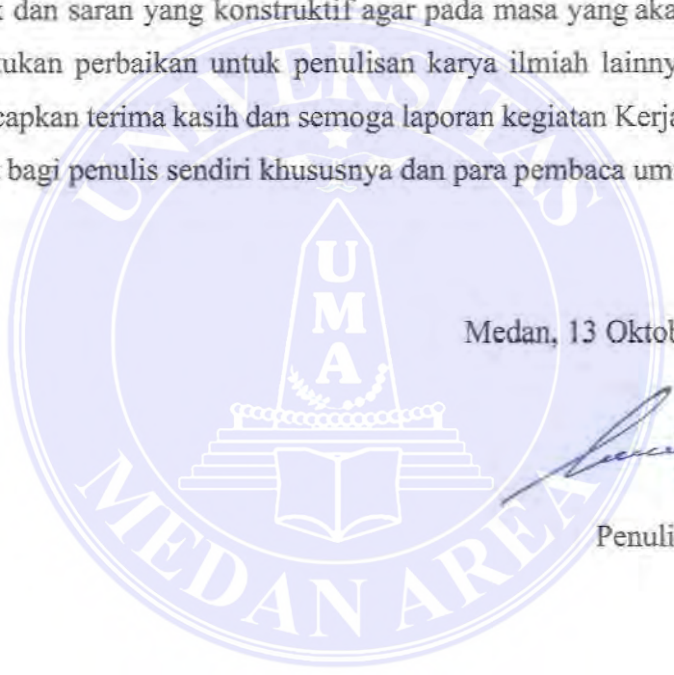 dan saran yang konstruktif agar pada masa yang aka
tukan perbaikan untuk penulisan karya ilmiah lainny
capkan terima kasih dan semoga laporan kegiatan Kerja
bagi penulis sendiri khususnya dan para pembaca um
UNIVERSITAS
UMA
Medan, 13 Oktob
Penuli
MEDAN AREA